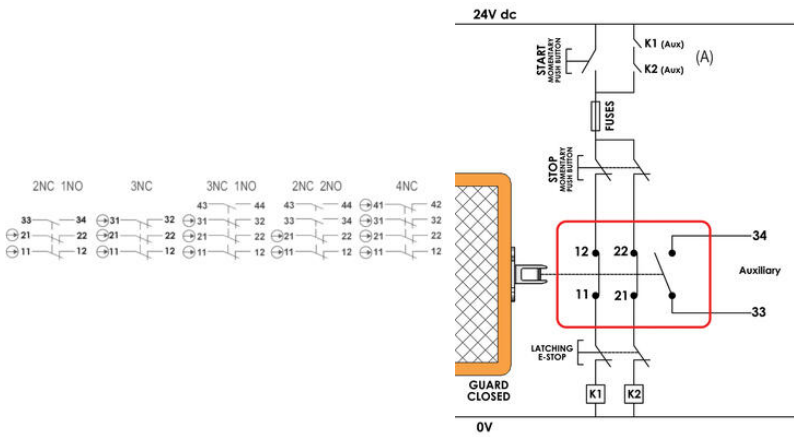 2NC 1NO
33 34
21 22
11 12
3NC
31 32
21 22
11 12
3NC 1NO
43 44
31 32
21 22
11 12
2NC 2NO
43 44
33 34
21 22
11 12
4NC
41 42
31 32
21 22
11 12
24V dc
START
MOMENTARY
PUSH BUTTON
K1 (Aux)
K2 (Aux)
(A)
FUSES
STOP
MOMENTARY
PUSH BUTTON
12 22
34
Auxiliary
11 21
33
LATCHING
E-STOP
GUARD
CLOSED
K1 K2
0V